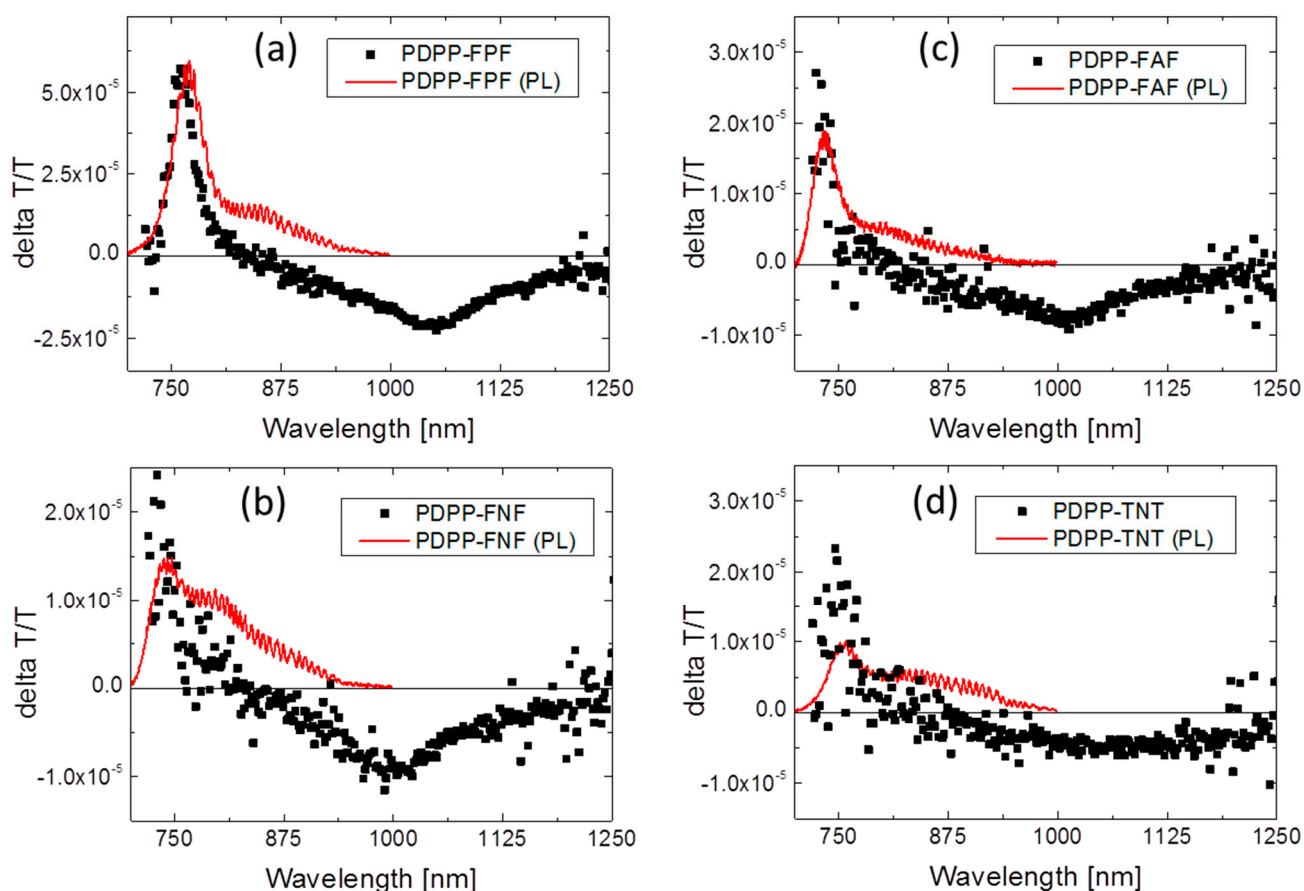 (a)
PDPP-FPF
PDPP-FPF (PL)
delta T/T
5.0x10⁻⁵
2.5x10⁻⁵
0.0
-2.5x10⁻⁵
750 875 1000 1125 1250
Wavelength [nm]
(c)
PDPP-FAF
PDPP-FAF (PL)
delta T/T
3.0x10⁻⁵
2.0x10⁻⁵
1.0x10⁻⁵
0.0
-1.0x10⁻⁵
750 875 1000 1125 1250
Wavelength [nm]
(b)
PDPP-FNF
PDPP-FNF (PL)
delta T/T
2.0x10⁻⁵
1.0x10⁻⁵
0.0
-1.0x10⁻⁵
750 875 1000 1125 1250
Wavelength [nm]
(d)
PDPP-TNT
PDPP-TNT (PL)
delta T/T
3.0x10⁻⁵
2.0x10⁻⁵
1.0x10⁻⁵
0.0
-1.0x10⁻⁵
750 875 1000 1125 1250
Wavelength [nm]